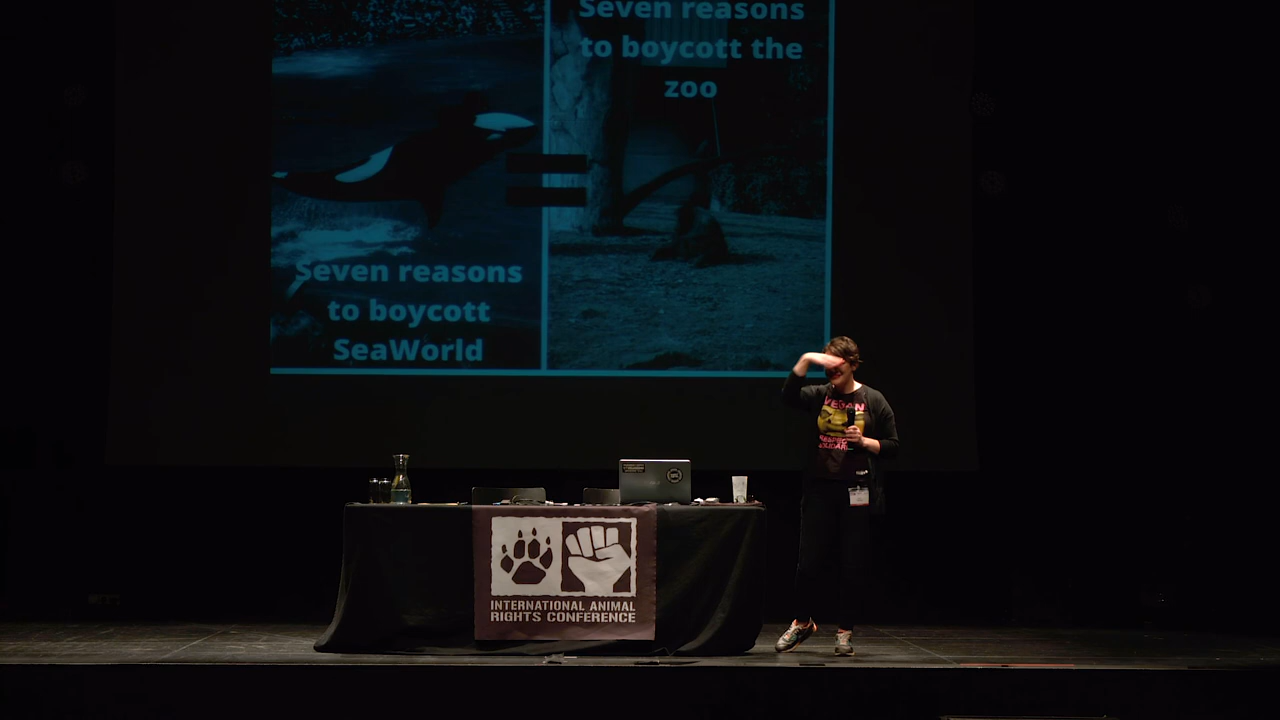 Seven reasons
to boycott the
zoo
Seven reasons
to boycott
SeaWorld
VEGAN
INTERNATIONAL ANIMAL
RIGHTS CONFERENCE